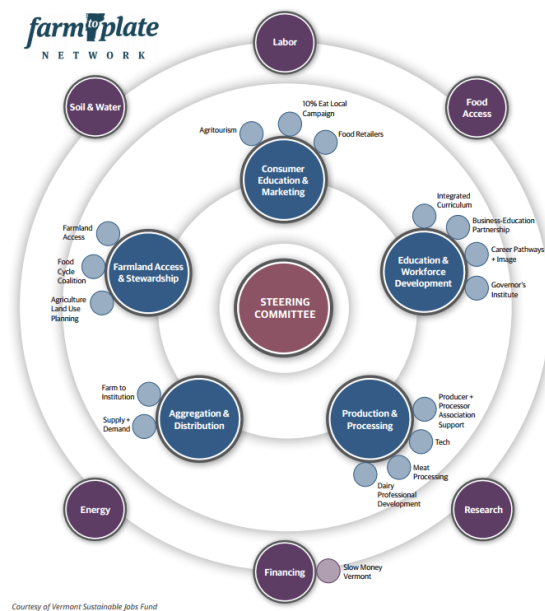 farm to plate
NETWORK
Labor
Soil & Water
Food
Access
10% Eat Local
Campaign
Agritourism
Food Retailers
Consumer
Education &
Marketing
Integrated
Curriculum
Business-Education
Partnership
Career Pathways
+ Image
Governor's
Institute
Education &
Workforce
Development
Farmland
Access
Food
Cycle
Coalition
Agriculture
Land Use
Planning
Farmland Access
& Stewardship
STEERING
COMMITTEE
Farm to
Institution
Supply +
Demand
Aggregation &
Distribution
Production &
Processing
Producer +
Processor
Association
Support
Tech
Meat
Processing
Dairy
Professional
Development
Energy
Research
Financing
Slow Money
Vermont
Courtesy of Vermont Sustainable Jobs Fund